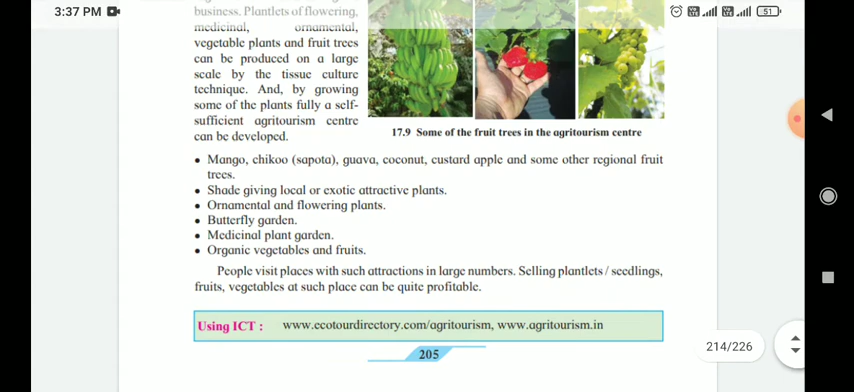 3:37 PM
51
business. Plantlets of flowering,
medicinal, ornamental,
vegetable plants and fruit trees
can be produced on a large
scale by the tissue culture
technique. And, by growing
some of the plants fully a self-
sufficient agritourism centre
can be developed.
17.9 Some of the fruit trees in the agritourism centre
• Mango, chikoo (sapota), guava, coconut, custard apple and some other regional fruit
trees.
• Shade giving local or exotic attractive plants.
• Ornamental and flowering plants.
• Butterfly garden.
• Medicinal plant garden.
• Organic vegetables and fruits.
People visit places with such attractions in large numbers. Selling plantlets / seedlings,
fruits, vegetables at such place can be quite profitable.
Using ICT : www.ecotourdirectory.com/agritourism, www.agritourism.in
214/226
205